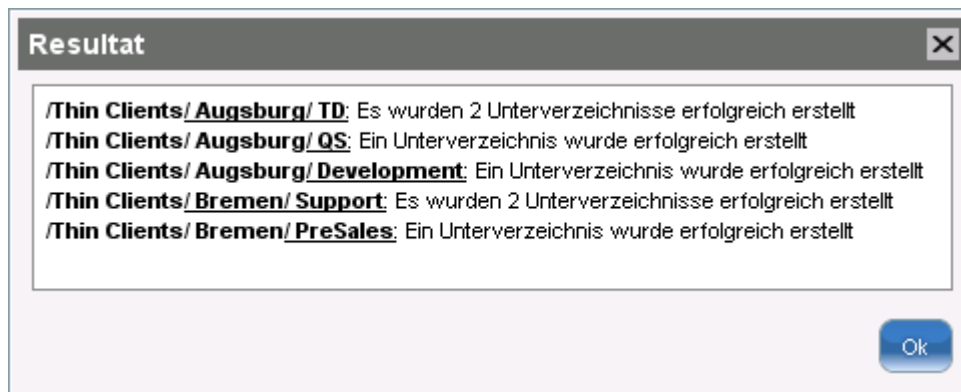 Resultat
/Thin Clients/ Augsburg/ TD: Es wurden 2 Unterverzeichnisse erfolgreich erstellt
/Thin Clients/ Augsburg/ QS: Ein Unterverzeichnis wurde erfolgreich erstellt
/Thin Clients/ Augsburg/ Development: Ein Unterverzeichnis wurde erfolgreich erstellt
/Thin Clients/ Bremen/ Support: Es wurden 2 Unterverzeichnisse erfolgreich erstellt
/Thin Clients/ Bremen/ PreSales: Ein Unterverzeichnis wurde erfolgreich erstellt
Ok